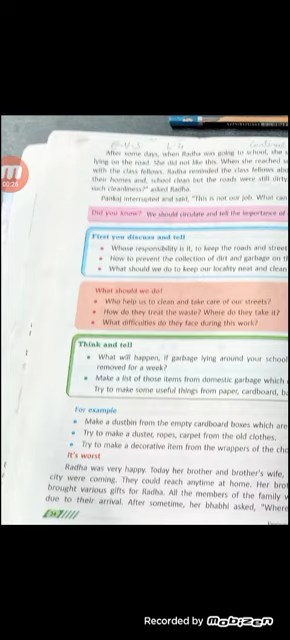 E-V-S L-4 Continue
After some days, when Radha was going to school, she s
lying on the road. She did not like this. When she reached s
with the class fellows. Radha reminded the class fellows abo
their homes and, school clean but the roads were still dirty
such cleanliness?" asked Radha.
Pankaj interrupted and said, "This is not our job. What can
Did you know? We should circulate and tell the importance of
First you discuss and tell
• Whose responsibility is it, to keep the roads and street
• How to prevent the collection of dirt and garbage on th
• What should we do to keep our locality neat and clean
What should we do!
• Who help us to clean and take care of our streets?
• How do they treat the waste? Where do they take it?
• What difficulties do they face during this work?
Think and tell
• What will happen, if garbage lying around your school
removed for a week?
• Make a list of those items from domestic garbage which
Try to make some useful things from paper, cardboard, ba
For example
• Make a dustbin from the empty cardboard boxes which are
• Try to make a duster, ropes, carpet from the old clothes.
• Try to make a decorative item from the wrappers of the cho
It's worst
Radha was very happy. Today her brother and brother's wife,
city were coming. They could reach anytime at home. Her brot
brought various gifts for Radha. All the members of the family w
due to their arrival. After sometime, her bhabhi asked, "Where
00:26
Recorded by mobizen